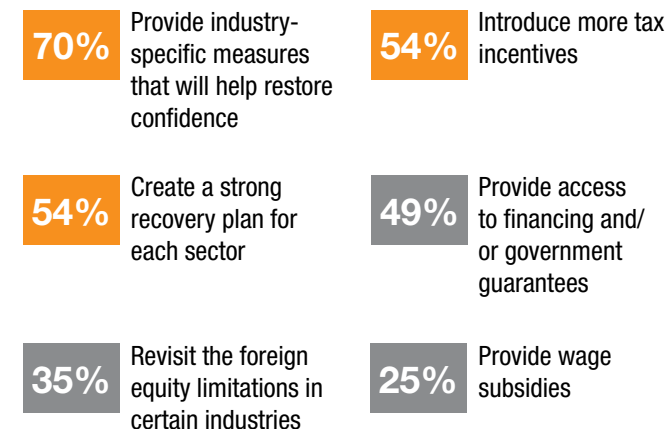 70%
Provide industry-
specific measures
that will help restore
confidence
54%
Introduce more tax
incentives
54%
Create a strong
recovery plan for
each sector
49%
Provide access
to financing and/
or government
guarantees
35%
Revisit the foreign
equity limitations in
certain industries
25%
Provide wage
subsidies